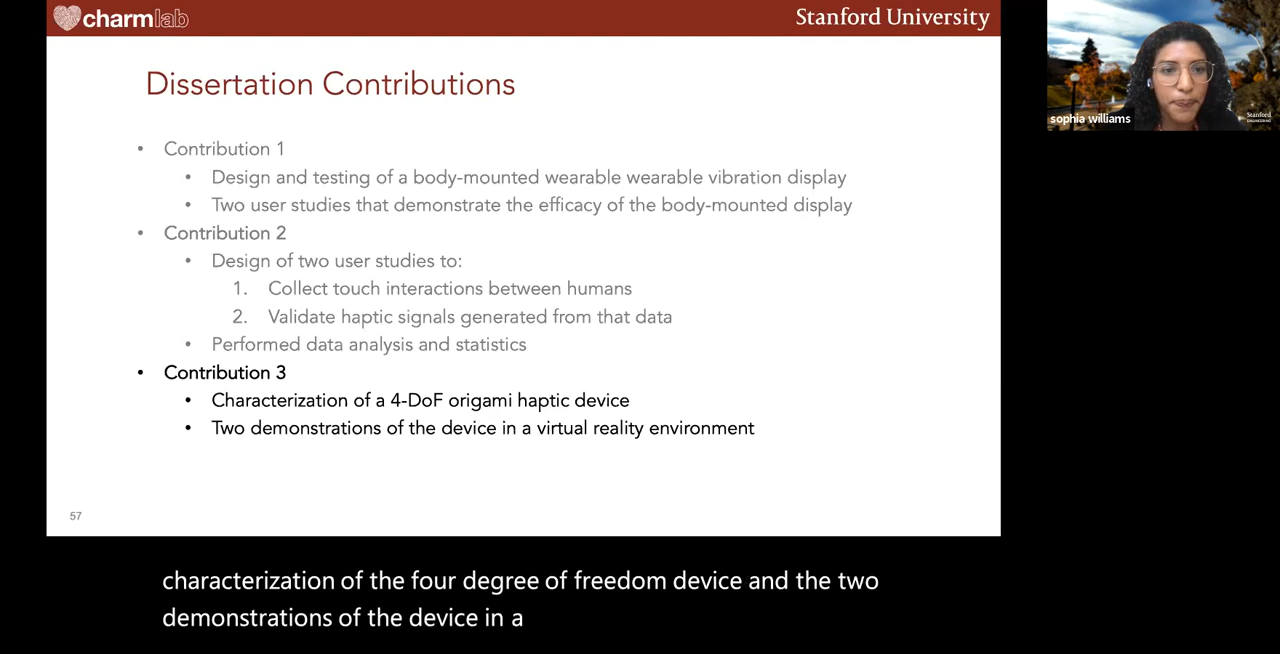 charmlab
Stanford University
Dissertation Contributions
• Contribution 1
• Design and testing of a body-mounted wearable wearable vibration display
• Two user studies that demonstrate the efficacy of the body-mounted display
• Contribution 2
• Design of two user studies to:
1. Collect touch interactions between humans
2. Validate haptic signals generated from that data
• Performed data analysis and statistics
• Contribution 3
• Characterization of a 4-DoF origami haptic device
• Two demonstrations of the device in a virtual reality environment
57
sophia williams
Stanford
ENGINEERING
characterization of the four degree of freedom device and the two
demonstrations of the device in a